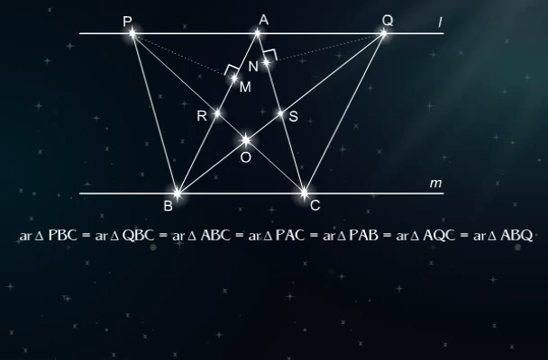 P A Q l
N
M
R S
O
m
B C
ar Δ PBC = ar Δ QBC = ar Δ ABC = ar Δ PAC = ar Δ PAB = ar Δ AQC = ar Δ ABQ